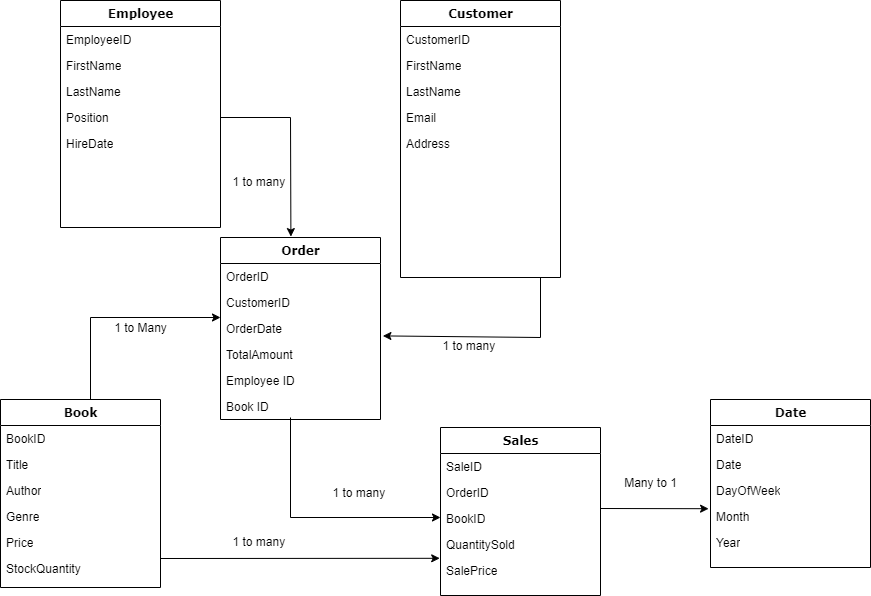 Employee
EmployeeID
FirstName
LastName
Position
HireDate
Customer
CustomerID
FirstName
LastName
Email
Address
1 to many
Order
OrderID
CustomerID
OrderDate
TotalAmount
Employee ID
Book ID
1 to Many
1 to many
Book
BookID
Title
Author
Genre
Price
StockQuantity
1 to many
1 to many
Sales
SaleID
OrderID
BookID
QuantitySold
SalePrice
Many to 1
Date
DateID
Date
DayOfWeek
Month
Year